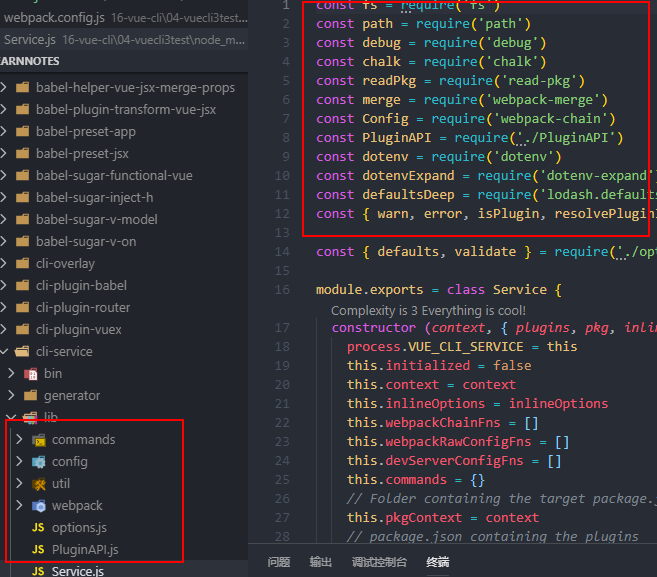 webpack.config.js 16-vue-cli\04-vuecli3test...
Service.js 16-vue-cli\04-vuecli3test\node_m...
EARNNOTES
babel-helper-vue-jsx-merge-props
babel-plugin-transform-vue-jsx
babel-preset-app
babel-preset-jsx
babel-sugar-functional-vue
babel-sugar-inject-h
babel-sugar-v-model
babel-sugar-v-on
cli-overlay
cli-plugin-babel
cli-plugin-router
cli-plugin-vuex
cli-service
bin
generator
lib
commands
config
util
webpack
JS options.js
JS PluginAPI.js
JS Service.js
1 const fs = require('fs')
2 const path = require('path')
3 const debug = require('debug')
4 const chalk = require('chalk')
5 const readPkg = require('read-pkg')
6 const merge = require('webpack-merge')
7 const Config = require('webpack-chain')
8 const PluginAPI = require('./PluginAPI')
9 const dotenv = require('dotenv')
10 const dotenvExpand = require('dotenv-expand')
11 const defaultsDeep = require('lodash.defaults
12 const { warn, error, isPlugin, resolvePlugin
13
14 const { defaults, validate } = require('./opt
15
16 module.exports = class Service {
Complexity is 3 Everything is cool!
17 constructor (context, { plugins, pkg, inlin
18 process.VUE_CLI_SERVICE = this
19 this.initialized = false
20 this.context = context
21 this.inlineOptions = inlineOptions
22 this.webpackChainFns = []
23 this.webpackRawConfigFns = []
24 this.devServerConfigFns = []
25 this.commands = {}
26 // Folder containing the target package.j
27 this.pkgContext = context
28 // package.json containing the plugins
问题 输出 调试控制台 终端